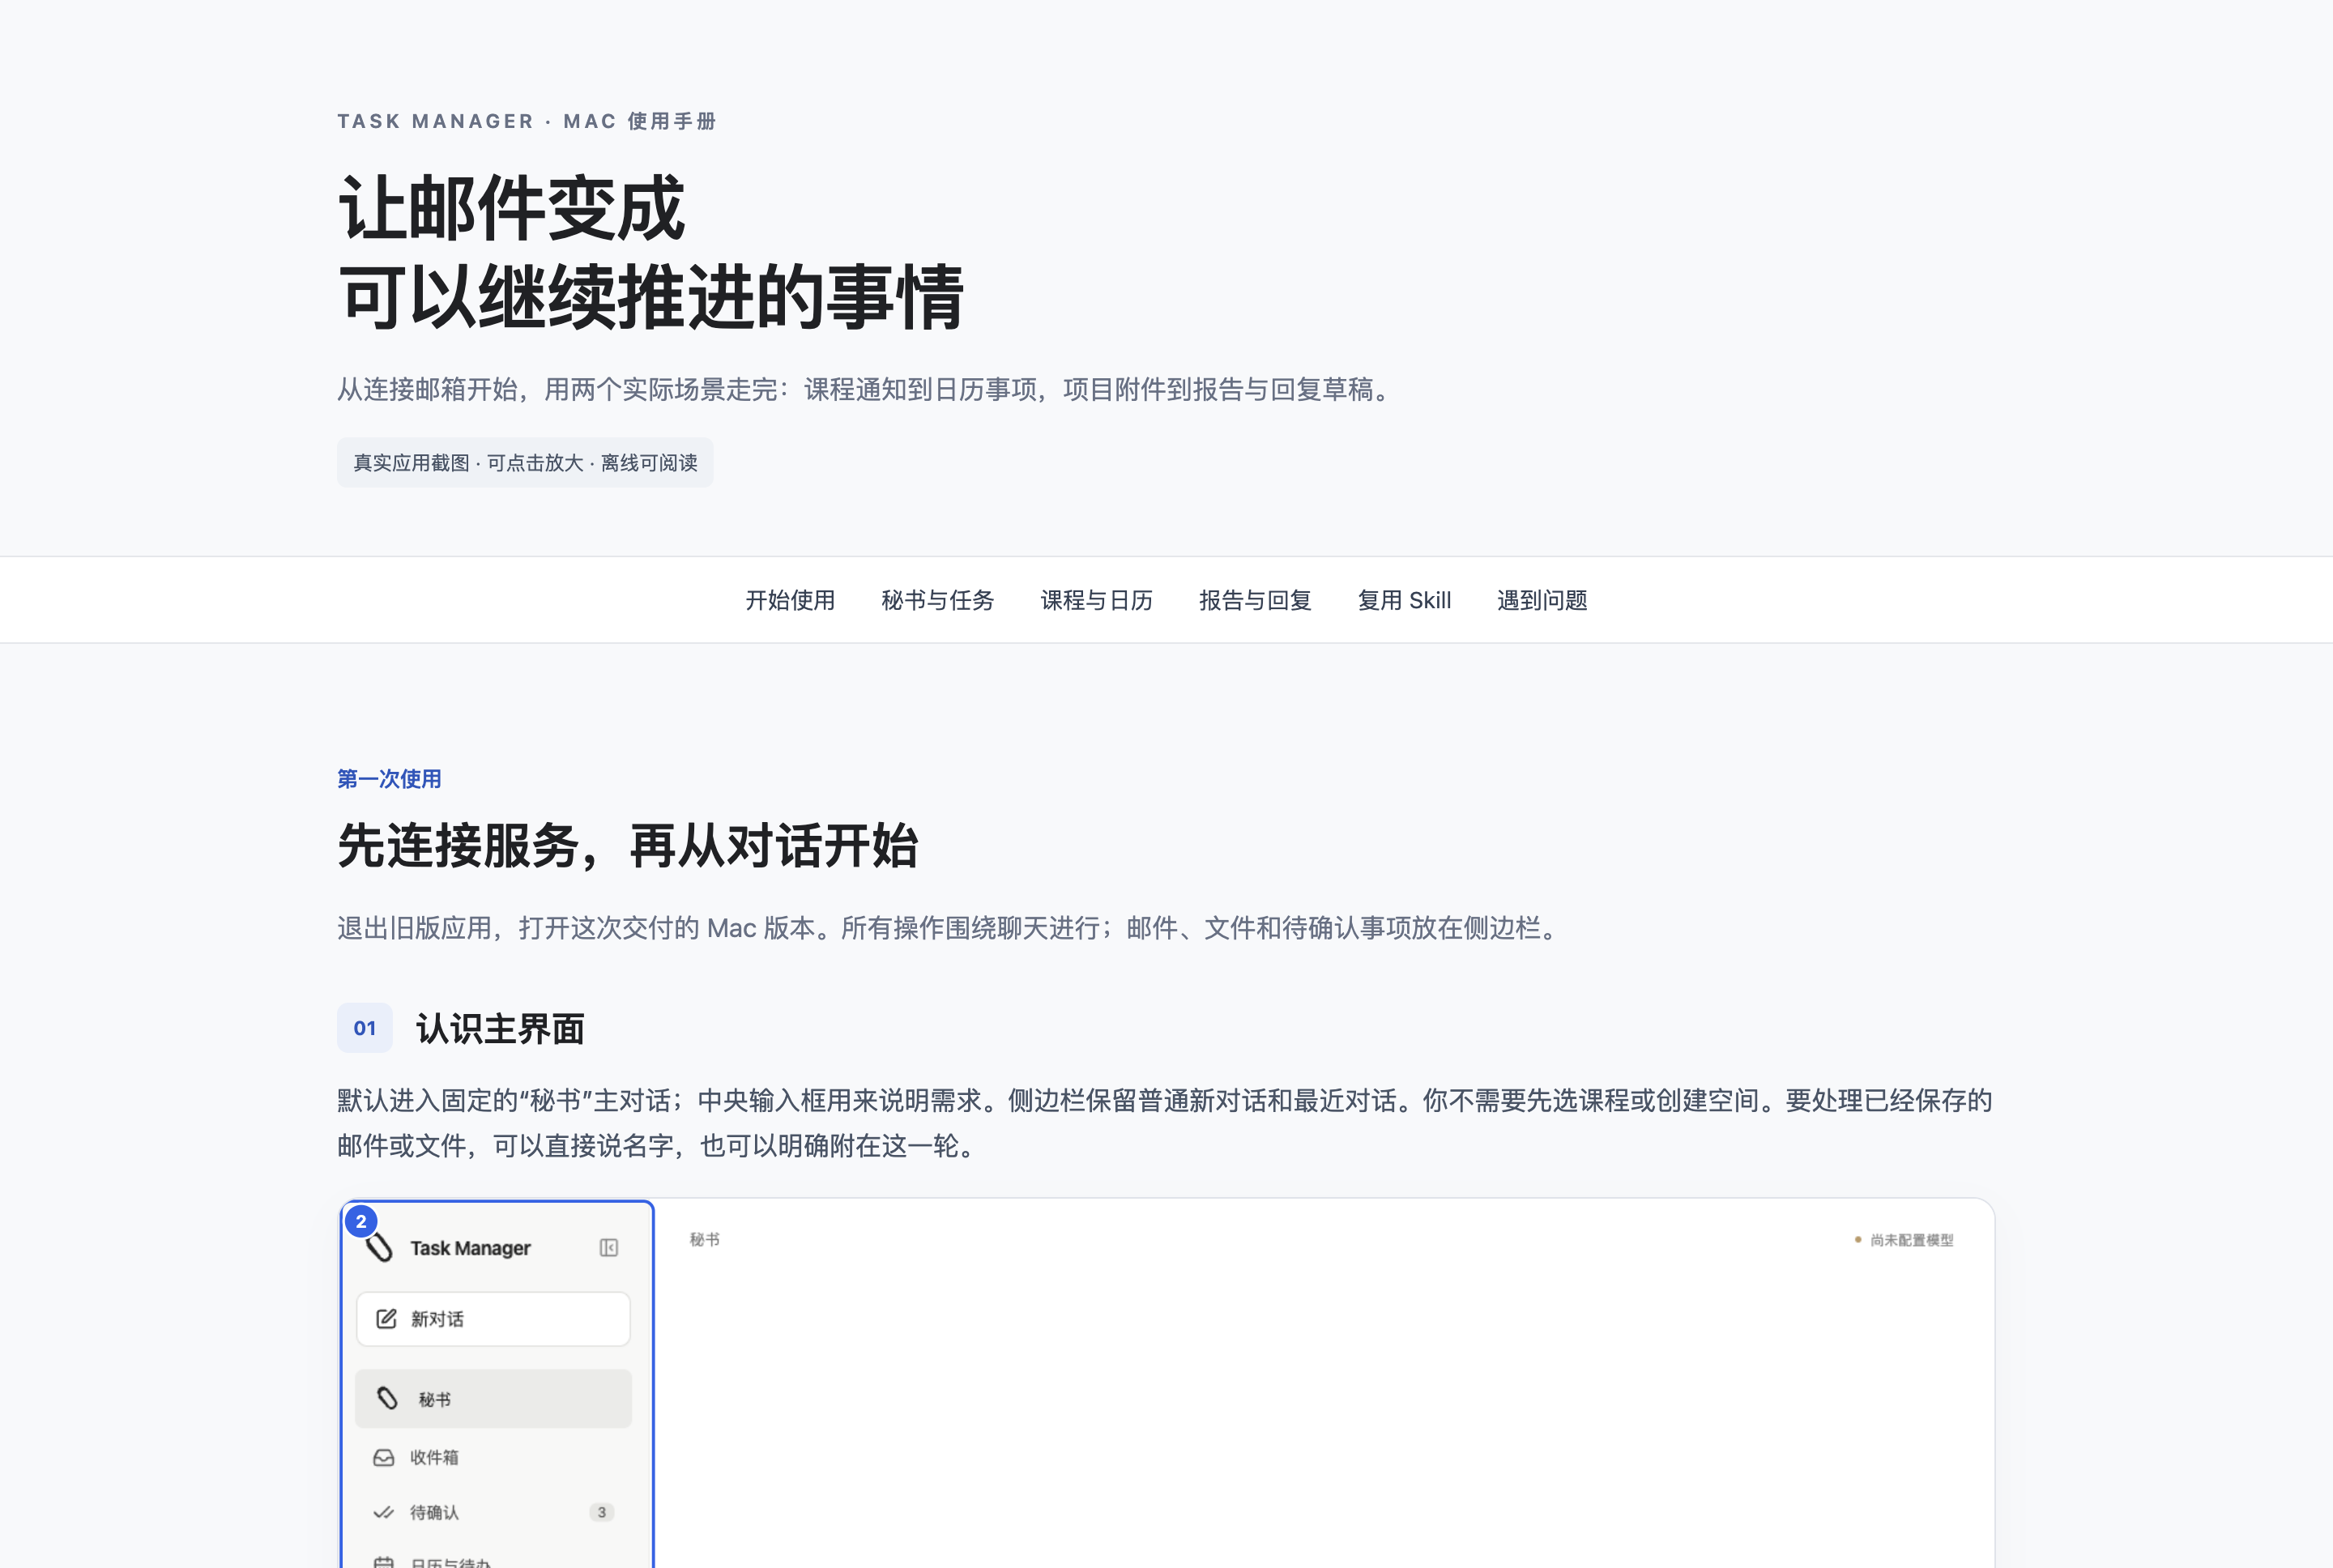 TASK MANAGER · MAC 使用手册
让邮件变成
可以继续推进的事情
从连接邮箱开始，用两个实际场景走完：课程通知到日历事项，项目附件到报告与回复草稿。
真实应用截图 · 可点击放大 · 离线可阅读
开始使用 秘书与任务 课程与日历 报告与回复 复用 Skill 遇到问题
第一次使用
先连接服务，再从对话开始
退出旧版应用，打开这次交付的 Mac 版本。所有操作围绕聊天进行；邮件、文件和待确认事项放在侧边栏。
01 认识主界面
默认进入固定的“秘书”主对话；中央输入框用来说明需求。侧边栏保留普通新对话和最近对话。你不需要先选课程或创建空间。要处理已经保存的
邮件或文件，可以直接说名字，也可以明确附在这一轮。
2
Task Manager
秘书
尚未配置模型
新对话
秘书
收件箱
待确认 3
日历与待办